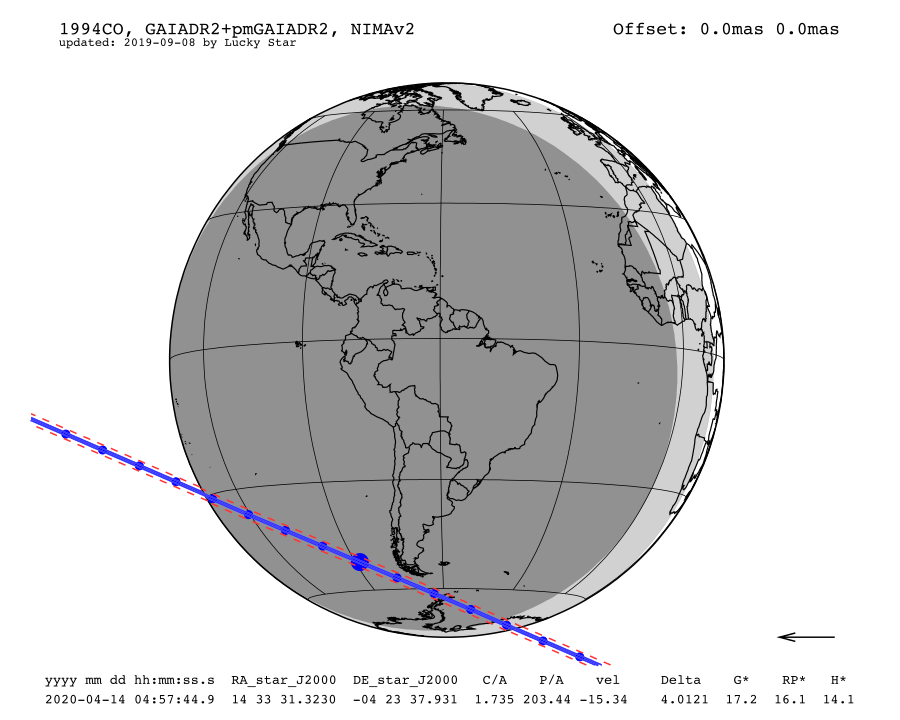 1994CO, GAIADR2+pmGAIADR2, NIMAv2 Offset: 0.0mas 0.0mas
updated: 2019-09-08 by Lucky Star
yyyy mm dd hh:mm:ss.s RA_star_J2000 DE_star_J2000 C/A P/A vel Delta G* RP* H*
2020-04-14 04:57:44.9 14 33 31.3230 -04 23 37.931 1.735 203.44 -15.34 4.0121 17.2 16.1 14.1